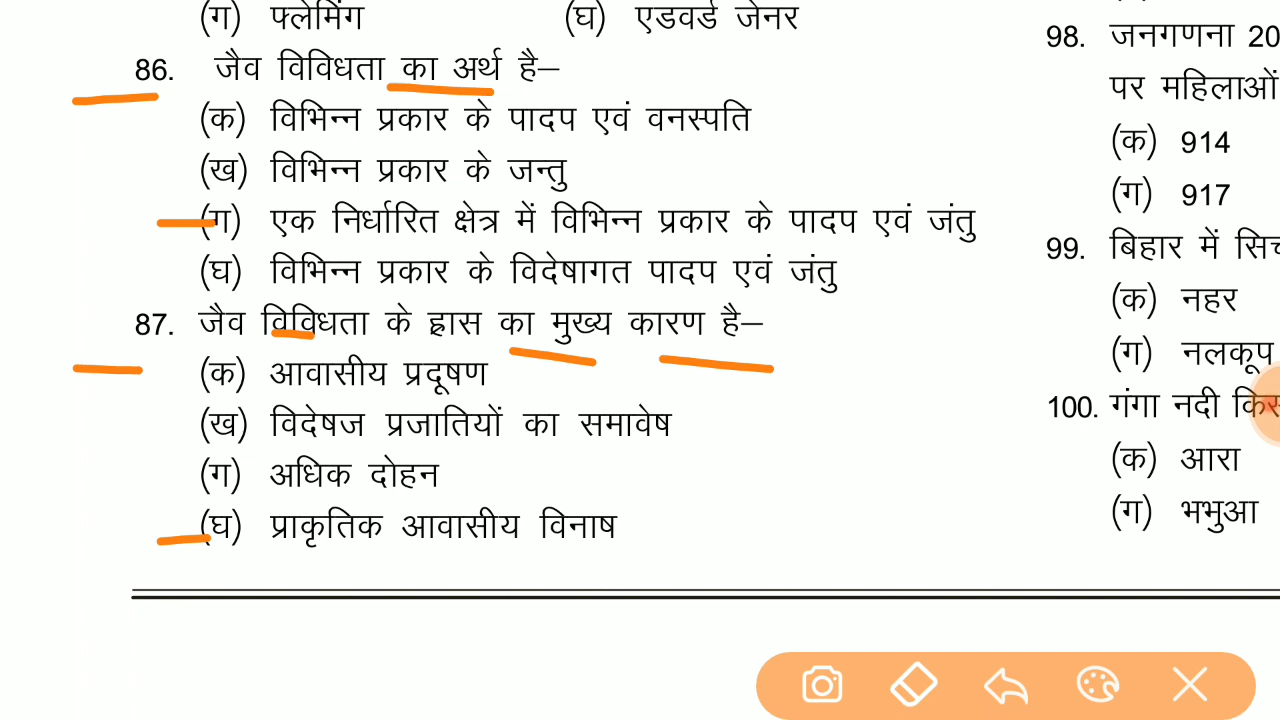 (ग) फ्लेमिंग (घ) एडवर्ड जेनर
86. जैव विविधता का अर्थ है–
(क) विभिन्न प्रकार के पादप एवं वनस्पति
(ख) विभिन्न प्रकार के जन्तु
(ग) एक निर्धारित क्षेत्र में विभिन्न प्रकार के पादप एवं जंतु
(घ) विभिन्न प्रकार के विदेषागत पादप एवं जंतु
87. जैव विविधता के ह्रास का मुख्य कारण है–
(क) आवासीय प्रदूषण
(ख) विदेषज प्रजातियों का समावेष
(ग) अधिक दोहन
(घ) प्राकृतिक आवासीय विनाष
98. जनगणना 20
पर महिलाओं
(क) 914
(ग) 917
99. बिहार में
(क) नहर
(ग) नलकूप
100. गंगा नदी
(क) आरा
(ग) भभुआ